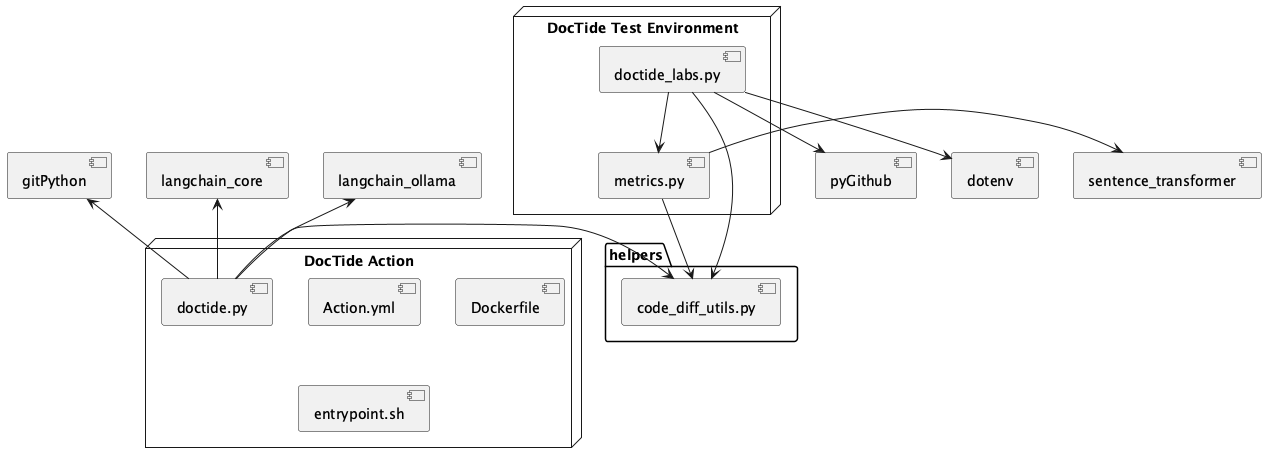 DocTide Test Environment
doctide_labs.py
gitPython
langchain_core
langchain_ollama
metrics.py
pyGithub
dotenv
sentence_transformer
DocTide Action
helpers
doctide.py
Action.yml
Dockerfile
code_diff_utils.py
entrypoint.sh